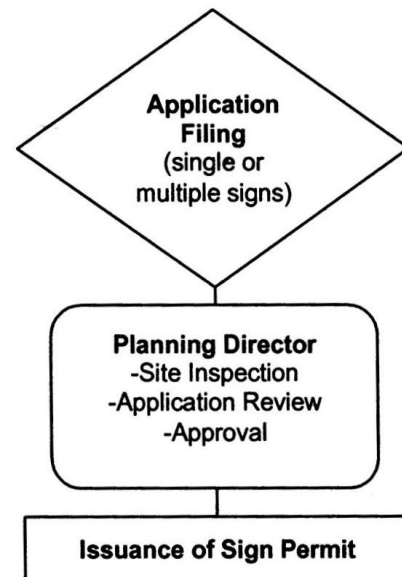 Application
Filing
(single or
multiple signs)
Planning Director
-Site Inspection
-Application Review
-Approval
Issuance of Sign Permit